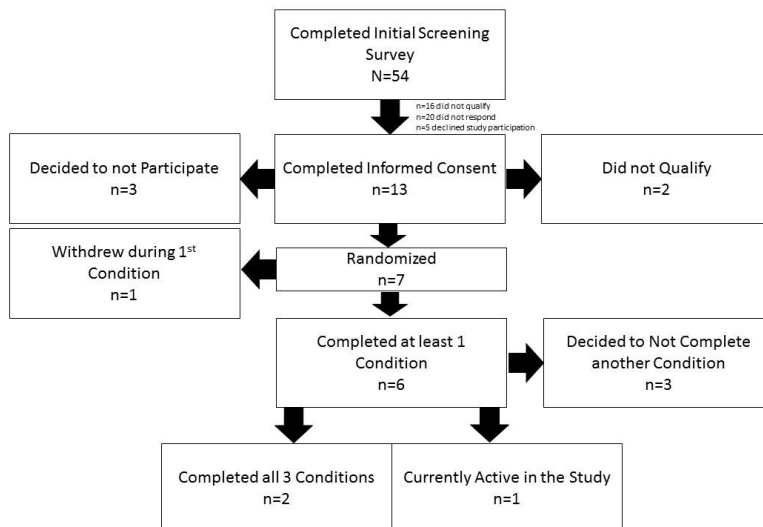 Completed Initial Screening
Survey
N=54
n=16 did not qualify
n=20 did not respond
n=5 declined study participation
Decided to not Participate
n=3
Completed Informed Consent
n=13
Did not Qualify
n=2
Withdrew during 1st
Condition
n=1
Randomized
n=7
Completed at least 1
Condition
n=6
Decided to Not Complete
another Condition
n=3
Completed all 3 Conditions
n=2
Currently Active in the Study
n=1